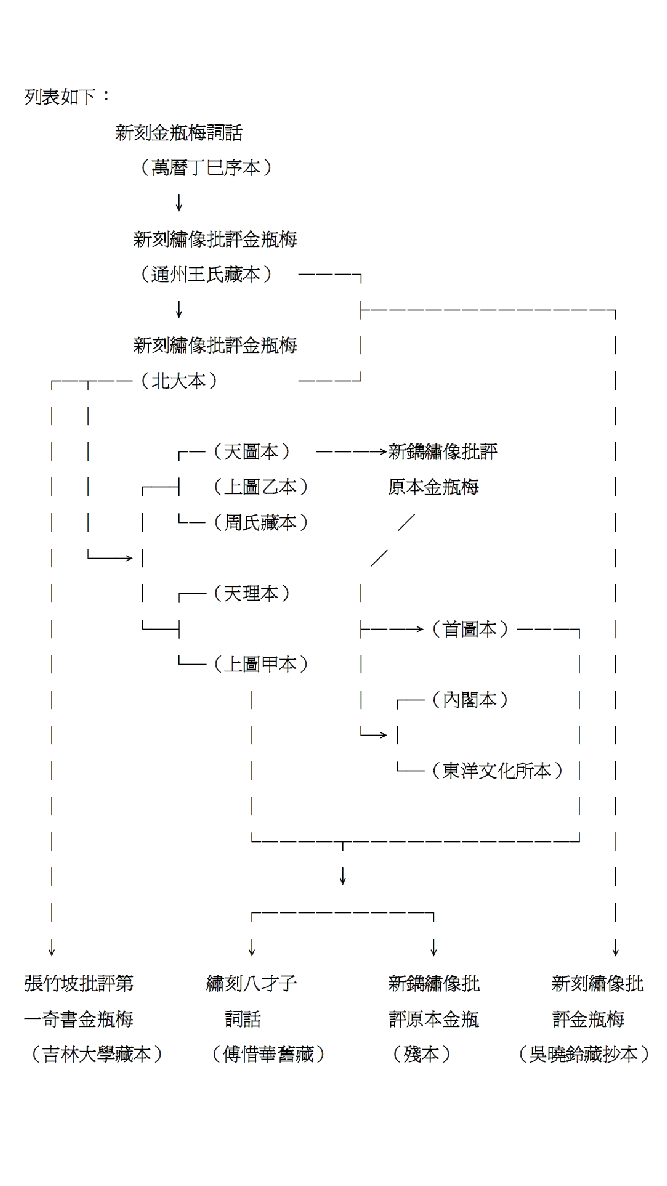 列表如下：
新刻金瓶梅詞話
（萬曆丁巳序本）
新刻繡像批評金瓶梅
（通州王氏藏本）
新刻繡像批評金瓶梅
（北大本）
（天圖本）
新鐫繡像批評
（上圖乙本）
原本金瓶梅
（周氏藏本）
（天理本）
（首圖本）
（上圖甲本）
（內閣本）
（東洋文化所本）
張竹坡批評第
一奇書金瓶梅
（吉林大學藏本）
繡刻八才子
詞話
（傅惜華舊藏）
新鐫繡像批
評原本金瓶
（殘本）
新刻繡像批
評金瓶梅
（吳曉鈴藏抄本）